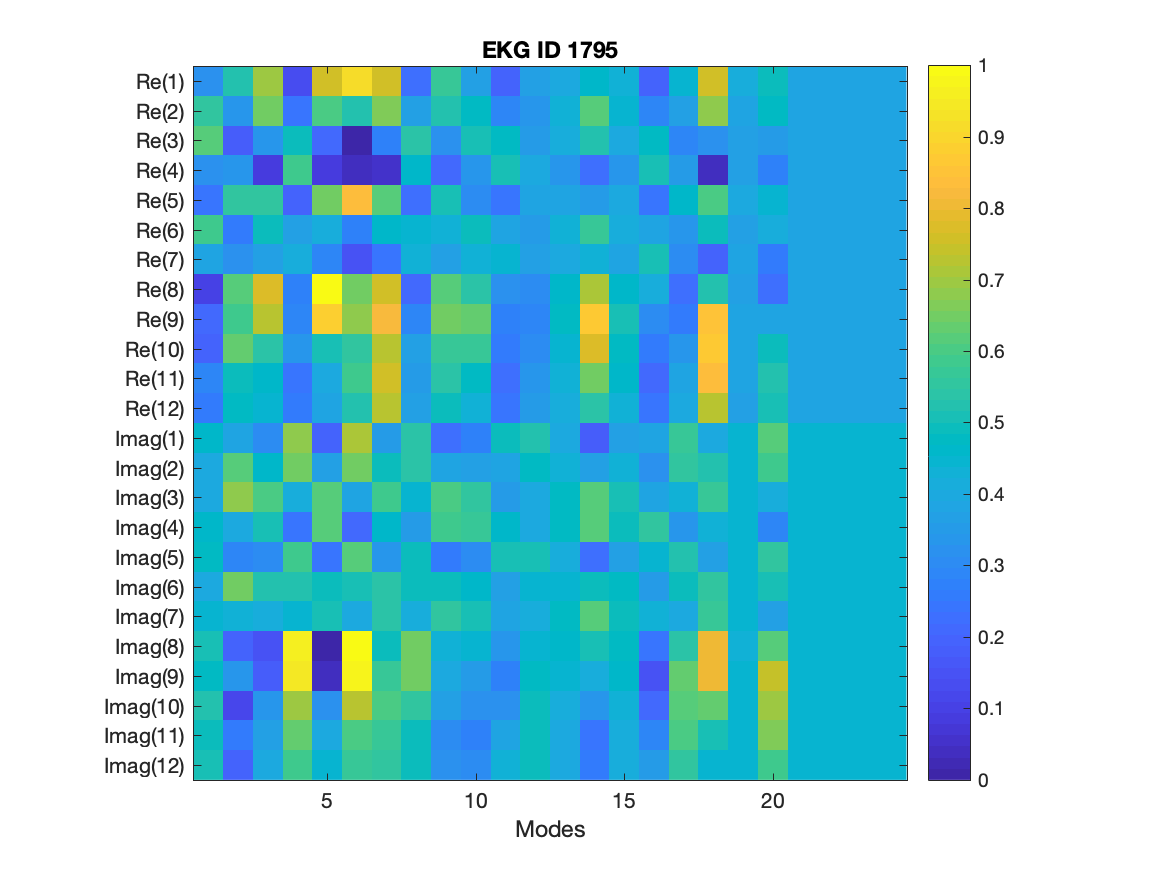 EKG ID 1795
Re(1)
Re(2)
Re(3)
Re(4)
Re(5)
Re(6)
Re(7)
Re(8)
Re(9)
Re(10)
Re(11)
Re(12)
Imag(1)
Imag(2)
Imag(3)
Imag(4)
Imag(5)
Imag(6)
Imag(7)
Imag(8)
Imag(9)
Imag(10)
Imag(11)
Imag(12)
5 10 15 20
Modes
1
0.9
0.8
0.7
0.6
0.5
0.4
0.3
0.2
0.1
0